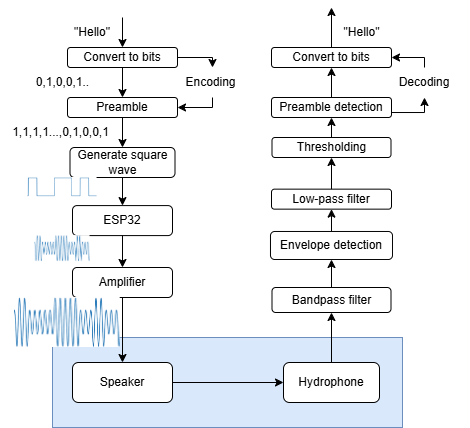 "Hello"
Convert to bits
Encoding
0,1,0,0,1..
Preamble
1,1,1,1...,0,1,0,0,1
Generate square
wave
ESP32
Amplifier
Speaker
"Hello"
Convert to bits
Decoding
Preamble detection
Thresholding
Low-pass filter
Envelope detection
Bandpass filter
Hydrophone